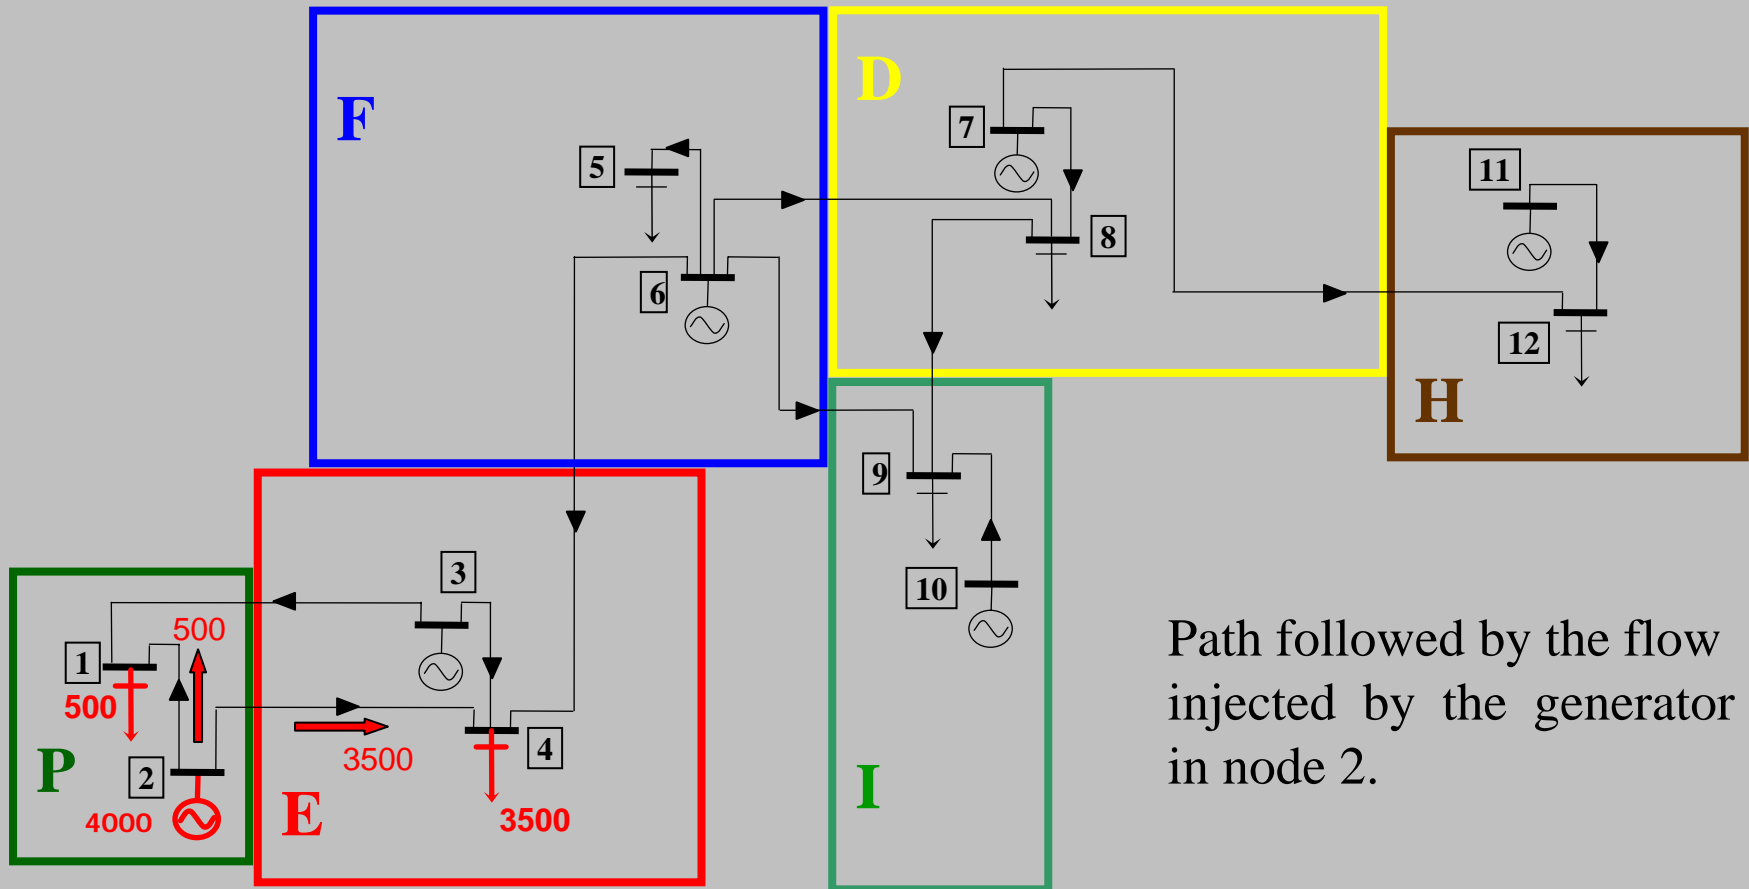 F
D
7
11
5
8
6
12
H
9
3
10
500
1
500
3500
4
P
2
4000
E
3500
I
Path followed by the flow
injected by the generator
in node 2.